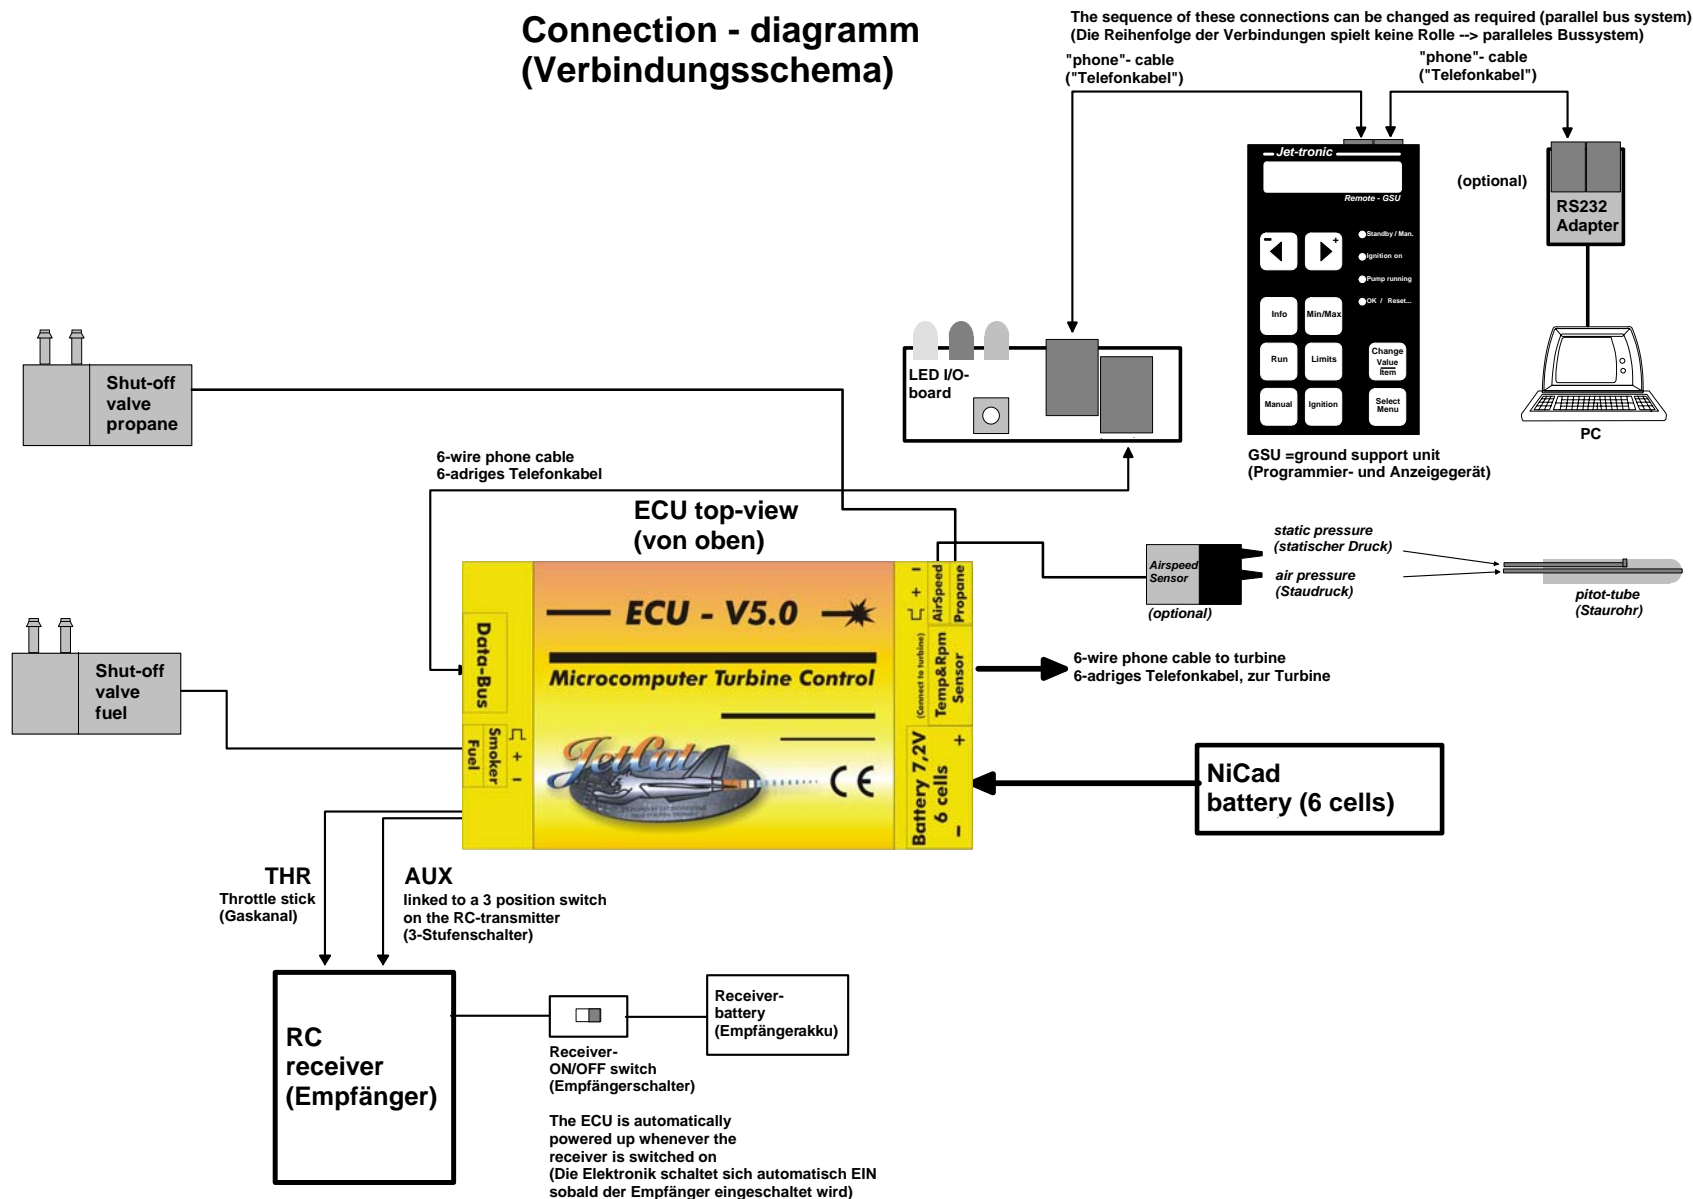 Connection - diagramm
(Verbindungsschema)
The sequence of these connections can be changed as required (parallel bus system)
(Die Reihenfolge der Verbindungen spielt keine Rolle --> paralleles Bussystem)
"phone"- cable
("Telefonkabel")
"phone"- cable
("Telefonkabel")
Jet-tronic
Remote - GSU
- +
Standby / Man.
Ignition on
Pump running
OK / Reset...
Info
Min/Max
Run
Limits
Change
Value
Item
Manual
Ignition
Select
Menu
GSU =ground support unit
(Programmier- und Anzeigegerät)
(optional)
RS232
Adapter
PC
Shut-off
valve
propane
LED I/O-
board
6-wire phone cable
6-adriges Telefonkabel
ECU top-view
(von oben)
Airspeed
Sensor
(optional)
static pressure
(statischer Druck)
air pressure
(Staudruck)
pitot-tube
(Staurohr)
Shut-off
valve
fuel
Data-Bus
Smoker
Fuel
+ -
ECU - V5.0
Microcomputer Turbine Control
JetCat
CE
+ -
AirSpeed
Propane
(Connect to turbine)
Temp&Rpm
Sensor
Battery 7,2V
6 cells
- +
6-wire phone cable to turbine
6-adriges Telefonkabel, zur Turbine
NiCad
battery (6 cells)
THR
Throttle stick
(Gaskanal)
AUX
linked to a 3 position switch
on the RC-transmitter
(3-Stufenschalter)
RC
receiver
(Empfänger)
Receiver-
battery
(Empfängerakku)
Receiver-
ON/OFF switch
(Empfängerschalter)
The ECU is automatically
powered up whenever the
receiver is switched on
(Die Elektronik schaltet sich automatisch EIN
sobald der Empfänger eingeschaltet wird)